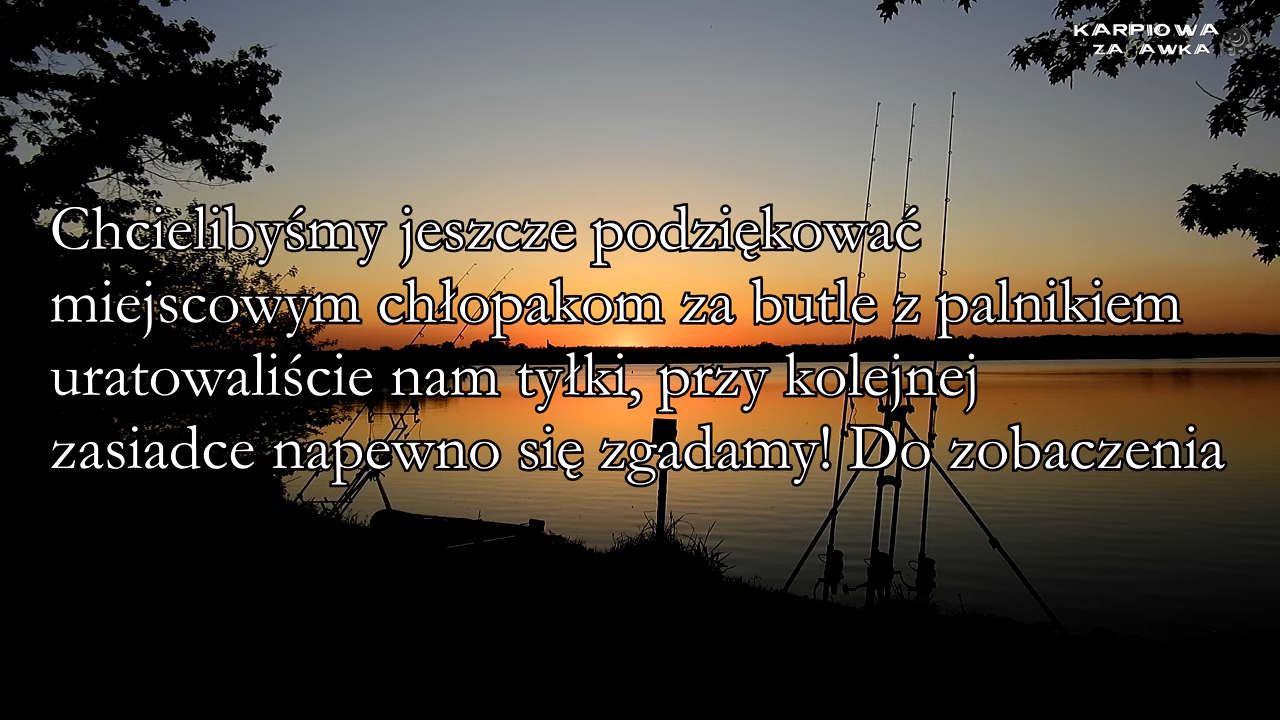 KARPIOWA
ZA AWKA
Chcielibyśmy jeszcze podziękować
miejscowym chłopakom za butle z palnikiem
uratowaliście nam tyłki, przy kolejnej
zasiadce napewno się zgadamy! Do zobaczenia